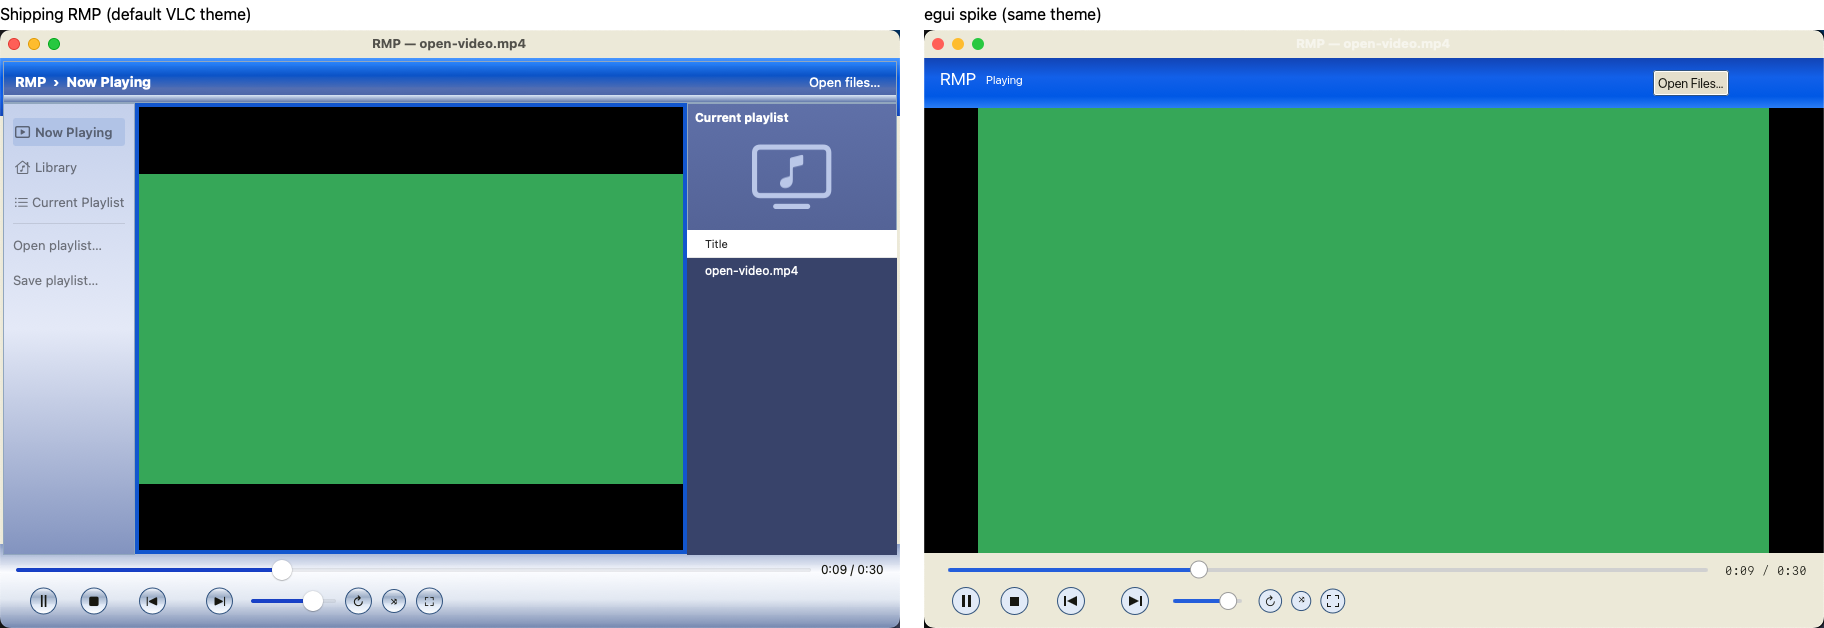 Shipping RMP (default VLC theme)
RMP — open-video.mp4
RMP › Now Playing
Open files...
Now Playing
Library
Current Playlist
Open playlist...
Save playlist...
Current playlist
Title
open-video.mp4
0:09 / 0:30
egui spike (same theme)
RMP — open-video.mp4
RMP Playing
Open Files...
0:09 / 0:30